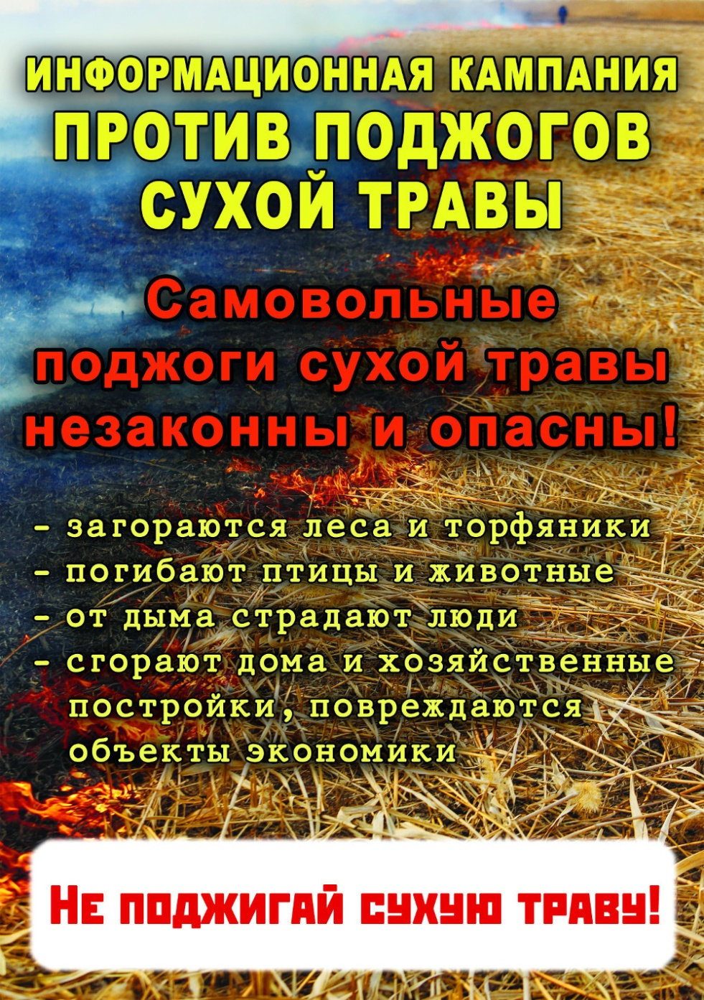 ИНФОРМАЦИОННАЯ КАМПАНИЯ
ПРОТИВ ПОДЖОГОВ
СУХОЙ ТРАВЫ
Самовольные
поджоги сухой травы
незаконны и опасны!
- загораются леса и торфяники
- погибают птицы и животные
- от дыма страдают люди
- сгорают дома и хозяйственные
постройки, повреждаются
объекты экономики
Не поджигай сухую траву!